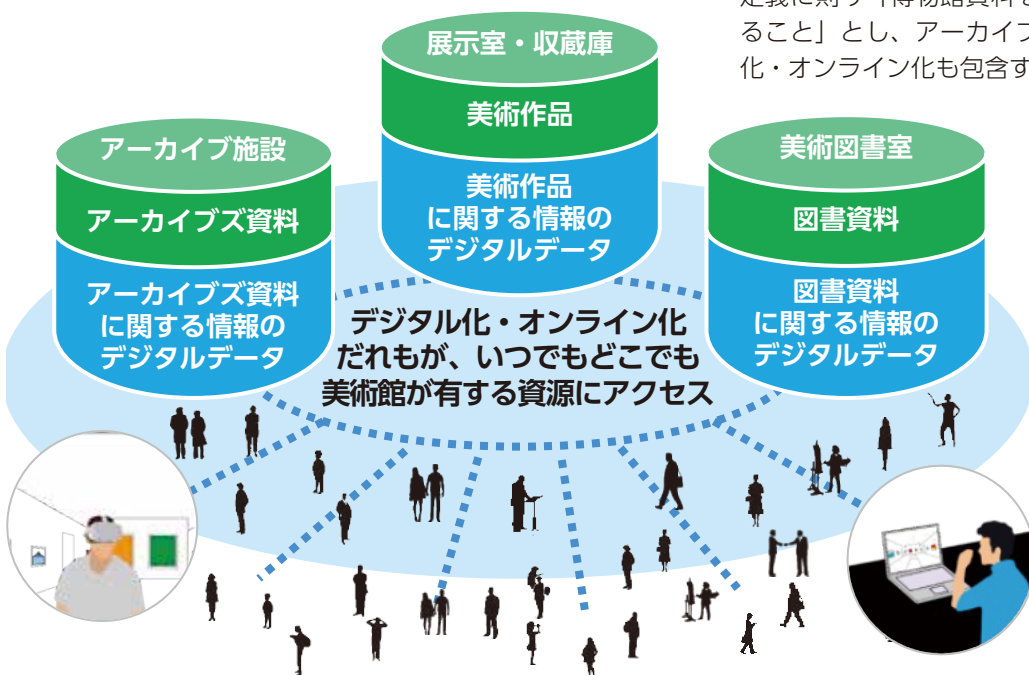 ること」とし、アーカイブ
化・オンライン化も包含す
展示室・収蔵庫
美術作品
美術作品
に関する情報の
デジタルデータ
アーカイブ施設
アーカイブズ資料
アーカイブズ資料
に関する情報の
デジタルデータ
美術図書室
図書資料
図書資料
に関する情報の
デジタルデータ
デジタル化・オンライン化
だれもが、いつでもどこでも
美術館が有する資源にアクセス